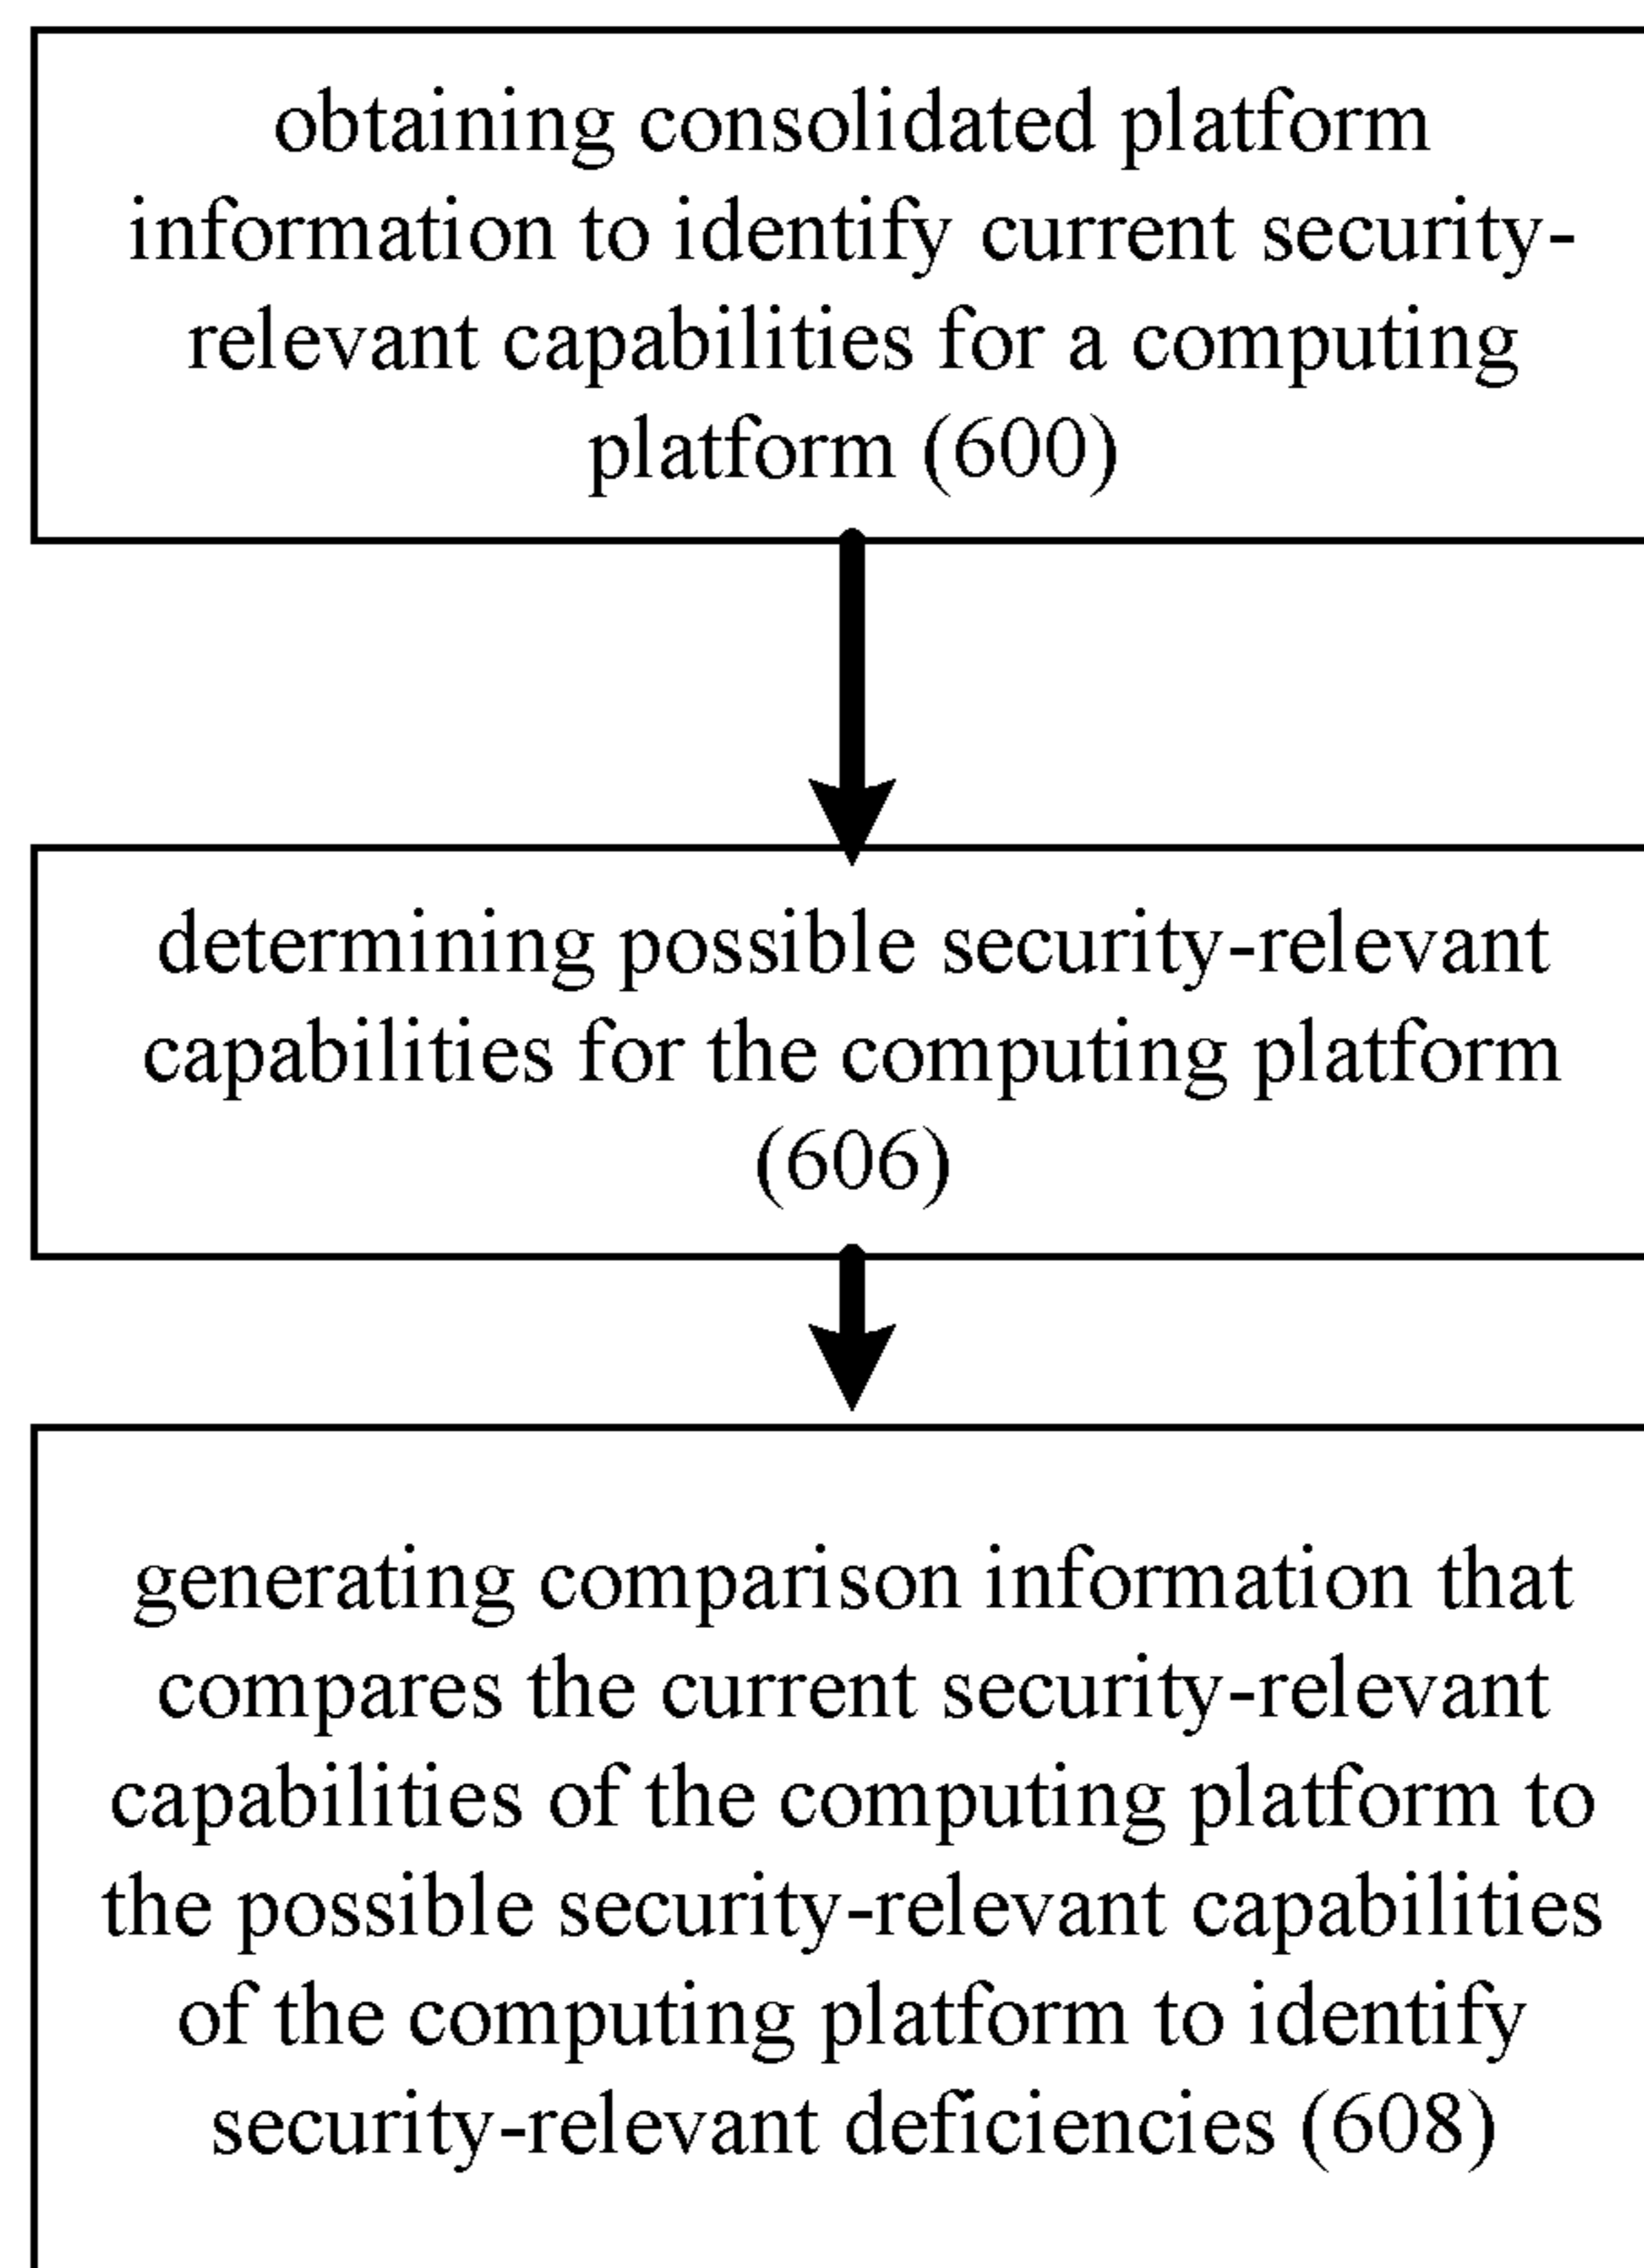 obtaining consolidated platform
information to identify current security-
relevant capabilities for a computing
platform (600)
determining possible security-relevant
capabilities for the computing platform
(606)
generating comparison information that
compares the current security-relevant
capabilities of the computing platform to
the possible security-relevant capabilities
of the computing platform to identify
security-relevant deficiencies (608)